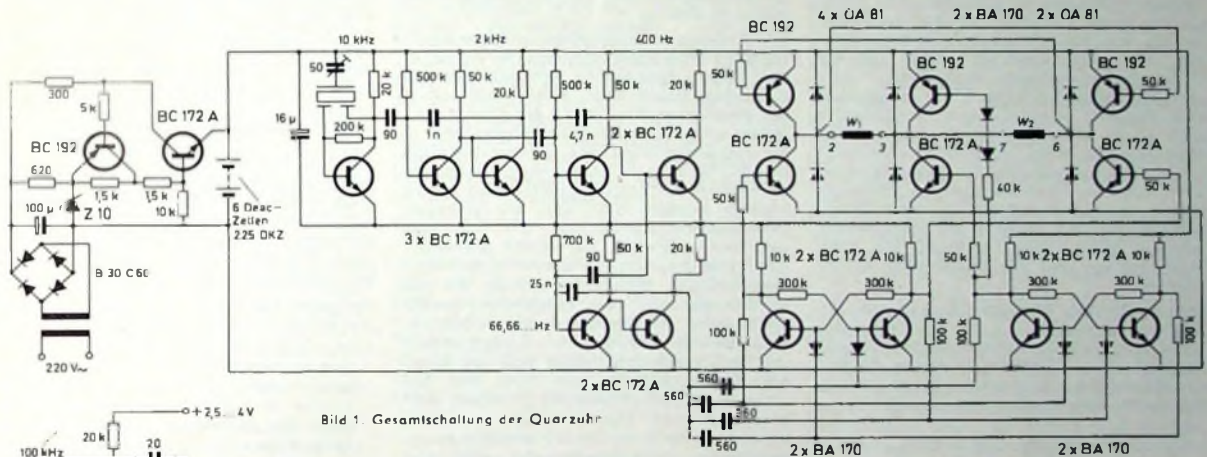 4 x OA 81 2 x BA 170 2 x OA 81
10 kHz 2 kHz 400 Hz BC 192
300
5 k
BC 172 A
BC 192
620
1,5 k
1,5 k
10 k
100 µ
Z 10
6 Deac-
Zellen
225 DKZ
B 30 C 60
220 V~
16 µ
50
20 k
200 k
90
500 k
1 n
50 k
20 k
90
3 x BC 172 A
500 k
4,7 n
50 k
2 x BC 172 A
20 k
700 k
90
25 n
50 k
20 k
66,66... Hz
2 x BC 172 A
50 k
BC 172 A
50 k
W1
2 3
BC 192
BC 172 A
7
40 k
W2
6
BC 192
50 k
BC 172 A
50 k
10 k 2 x BC 172 A 10 k
300 k 300 k
100 k
100 k
50 k
100 k
10 k 2 x BC 172 A 10 k
300 k 300 k
100 k
560
560
560
560
2 x BA 170
2 x BA 170
Bild 1. Gesamtschaltung der Quarzuhr
+2,5... 4 V
20 k
100 kHz
20